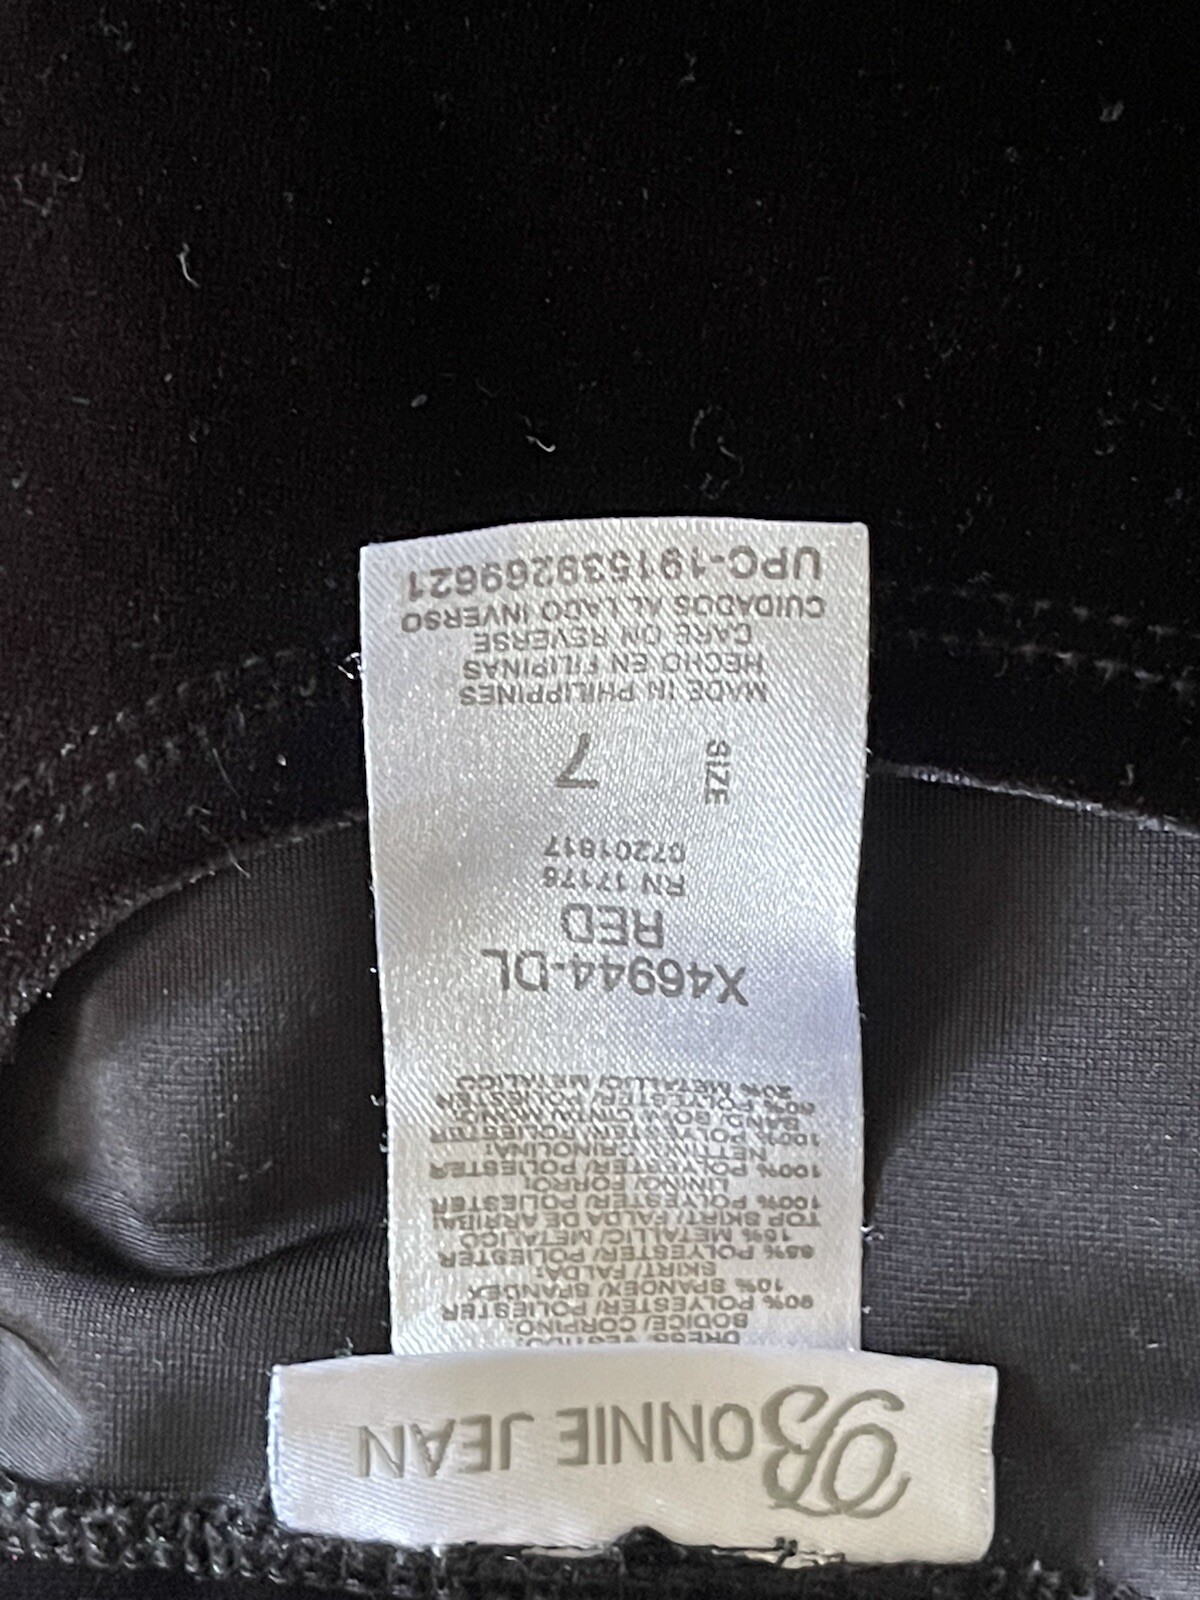 BONNIE JEAN
DRESS/VESTIDO:
BODICE/CORPINO:
90% POLYESTER/POLIESTER
10% SPANDEX/SPANDEX
SKIRT/FALDA:
85% POLYESTER/POLIESTER
15% METALLIC/METALICO
TOP SKIRT/FALDA DE ARRIBA:
100% POLYESTER/POLIESTER
LINING/FORRO:
100% POLYESTER/POLIESTER
NETTING/CRINOLINA:
100% POLYESTER/POLIESTER
BAND/BOW/CINTA/MONO:
80% POLYESTER/POLIESTER
20% METALLIC/METALICO
X46944-DL
RED
RN 17176
07201817
SIZE 7
MADE IN PHILIPPINES
HECHO EN FILIPINAS
CARE ON REVERSE
CUIDADOS AL LADO INVERSO
UPC-191539269621